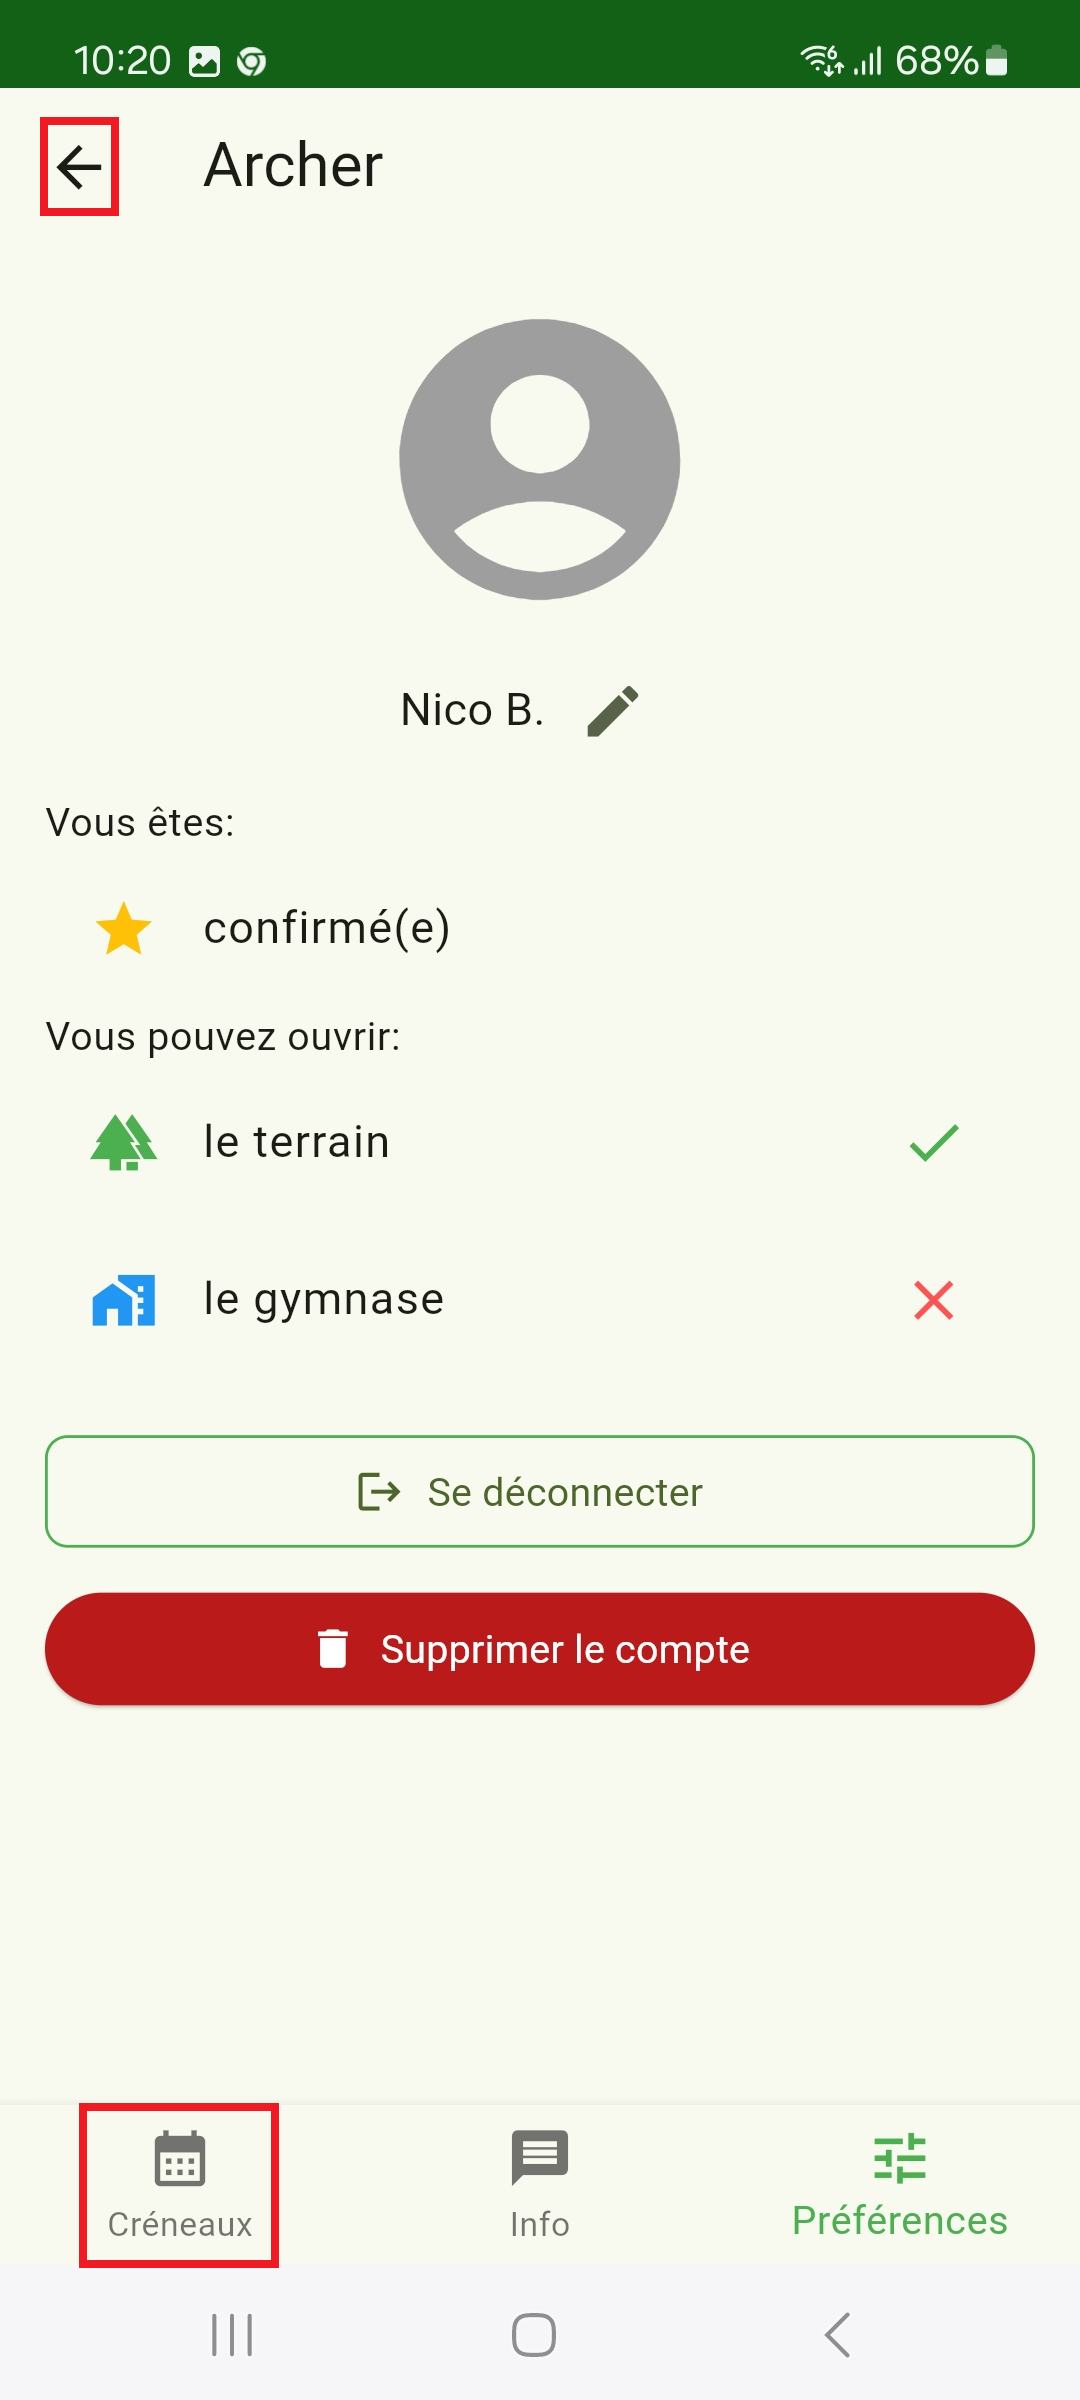 10:20 68%
Archer
Nico B.
Vous êtes:
confirmé(e)
Vous pouvez ouvrir:
le terrain
le gymnase
Se déconnecter
Supprimer le compte
Créneaux Info Préférences